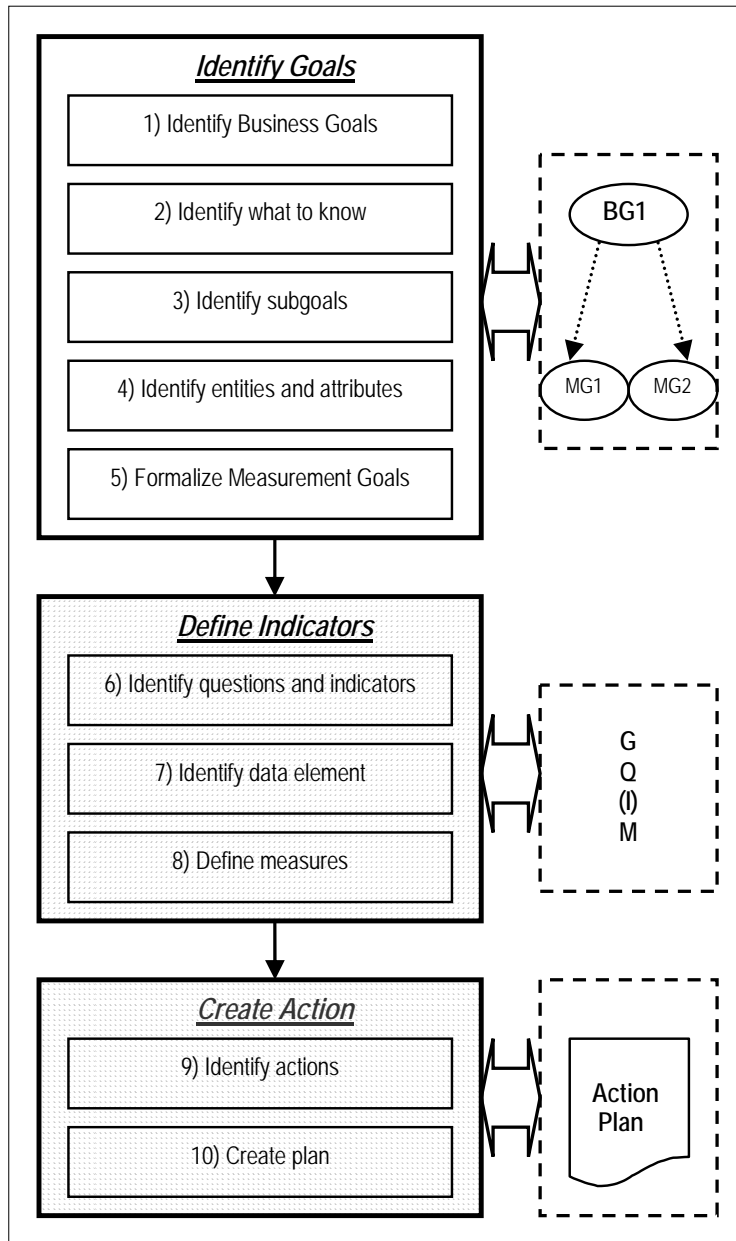 Identify Goals
1) Identify Business Goals
2) Identify what to know
3) Identify subgoals
4) Identify entities and attributes
5) Formalize Measurement Goals
BG1
MG1
MG2
Define Indicators
6) Identify questions and indicators
7) Identify data element
8) Define measures
G
Q
(I)
M
Create Action
9) Identify actions
10) Create plan
Action
Plan